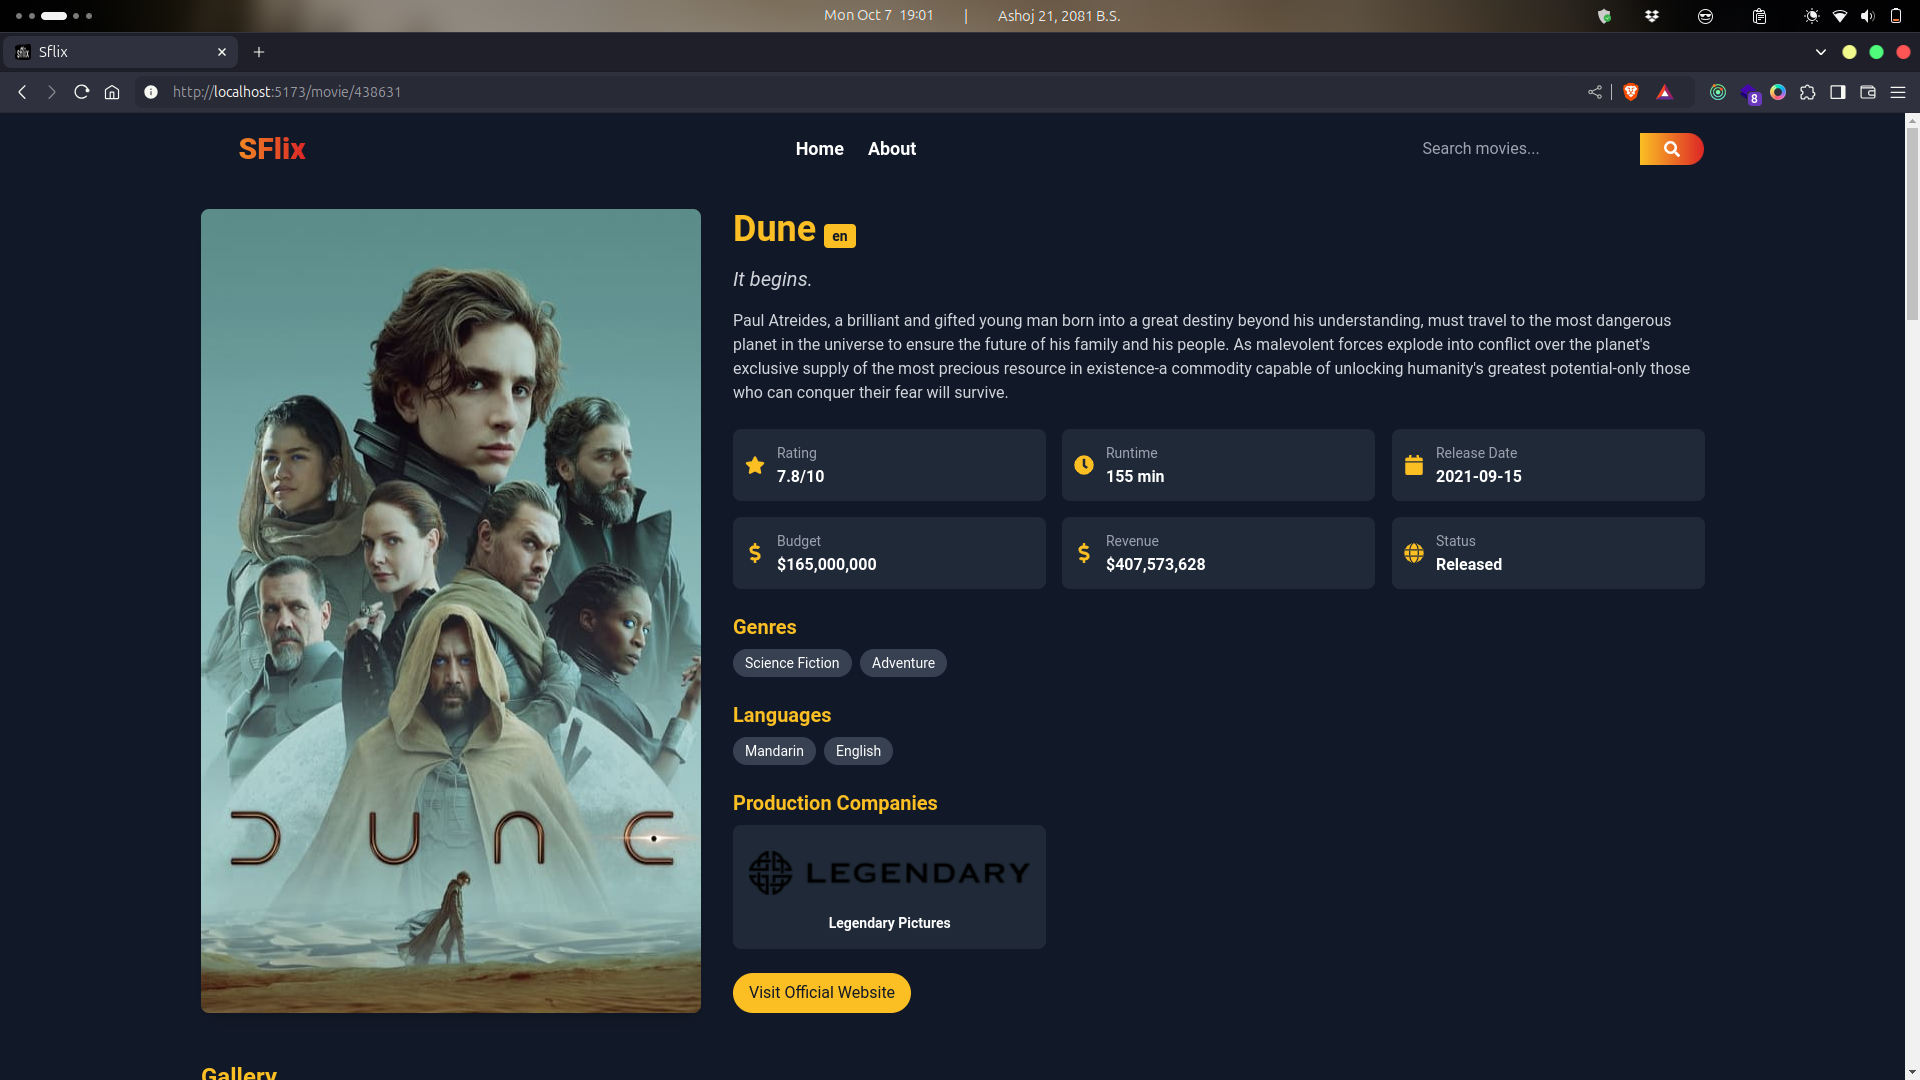 Mon Oct 7 19:01 | Ashoj 21, 2081 B.S.
Sflix
http://localhost:5173/movie/438631
8
SFlix
Home
About
Search movies...
Dune en
It begins.
Paul Atreides, a brilliant and gifted young man born into a great destiny beyond his understanding, must travel to the most dangerous
planet in the universe to ensure the future of his family and his people. As malevolent forces explode into conflict over the planet's
exclusive supply of the most precious resource in existence-a commodity capable of unlocking humanity's greatest potential-only those
who can conquer their fear will survive.
Rating
7.8/10
Runtime
155 min
Release Date
2021-09-15
Budget
$165,000,000
Revenue
$407,573,628
Status
Released
Genres
Science Fiction
Adventure
Languages
Mandarin
English
Production Companies
LEGENDARY
Legendary Pictures
Visit Official Website
DUNE
Gallery